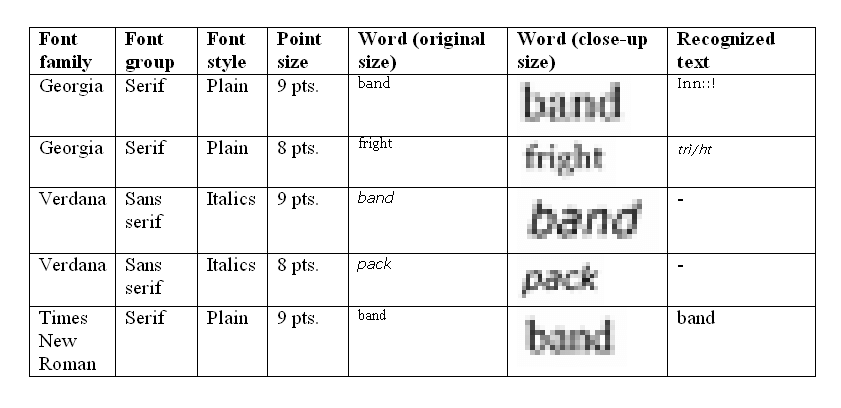 Font family Font group Font style Point size Word (original size) Word (close-up size) Recognized text
Georgia Serif Plain 9 pts. band band Inn::!
Georgia Serif Plain 8 pts. fright fright tri/ht
Verdana Sans serif Italics 9 pts. band band -
Verdana Sans serif Italics 8 pts. pack pack -
Times New Roman Serif Plain 9 pts. band band band